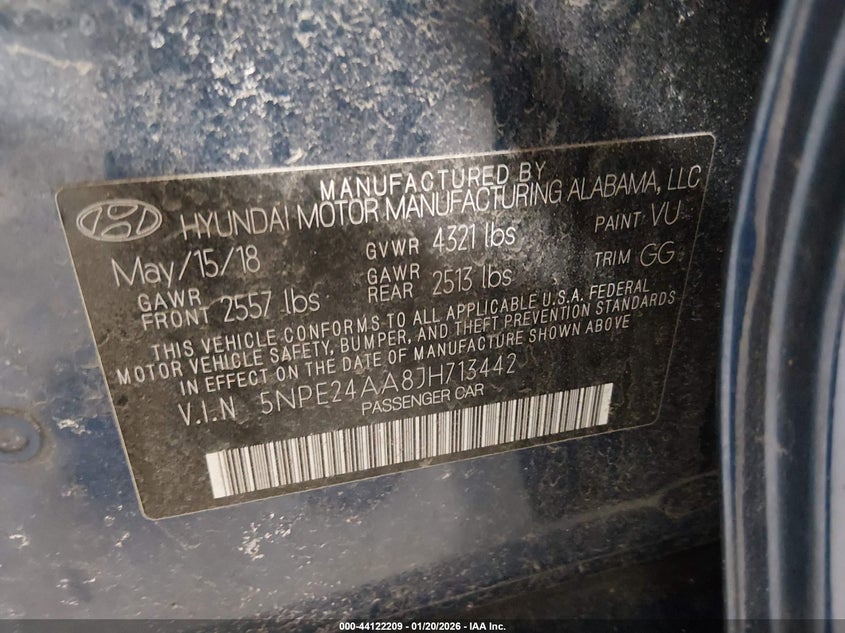 MANUFACTURED BY
HYUNDAI MOTOR MANUFACTURING ALABAMA, LLC
May/15/18 GVWR 4321 lbs PAINT VU
GAWR FRONT 2557 lbs GAWR REAR 2513 lbs TRIM GG
THIS VEHICLE CONFORMS TO ALL APPLICABLE U.S.A. FEDERAL
MOTOR VEHICLE SAFETY, BUMPER, AND THEFT PREVENTION STANDARDS
IN EFFECT ON THE DATE OF MANUFACTURE SHOWN ABOVE
V.I.N 5NPE24AA8JH713442
PASSENGER CAR
000-44122209 - 01/20/2026 - IAA Inc.